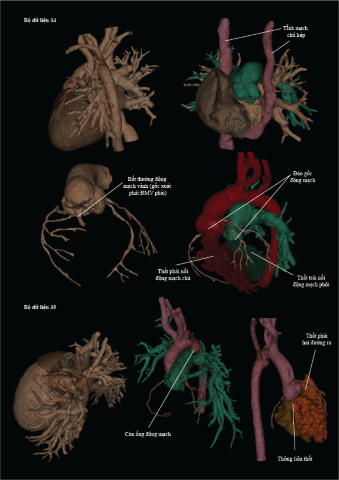 Bộ dữ liệu 34
Tĩnh mạch
chủ kép
Bất thường động
mạch vành (gốc xuất
phát ĐMV phải)
Đảo gốc
động mạch
Thất phải nối
động mạch chủ
Thất trái nối
động mạch phổi
Bộ dữ liệu 35
Thất phải
hai đường ra
Còn ống động mạch
Thông liên thất